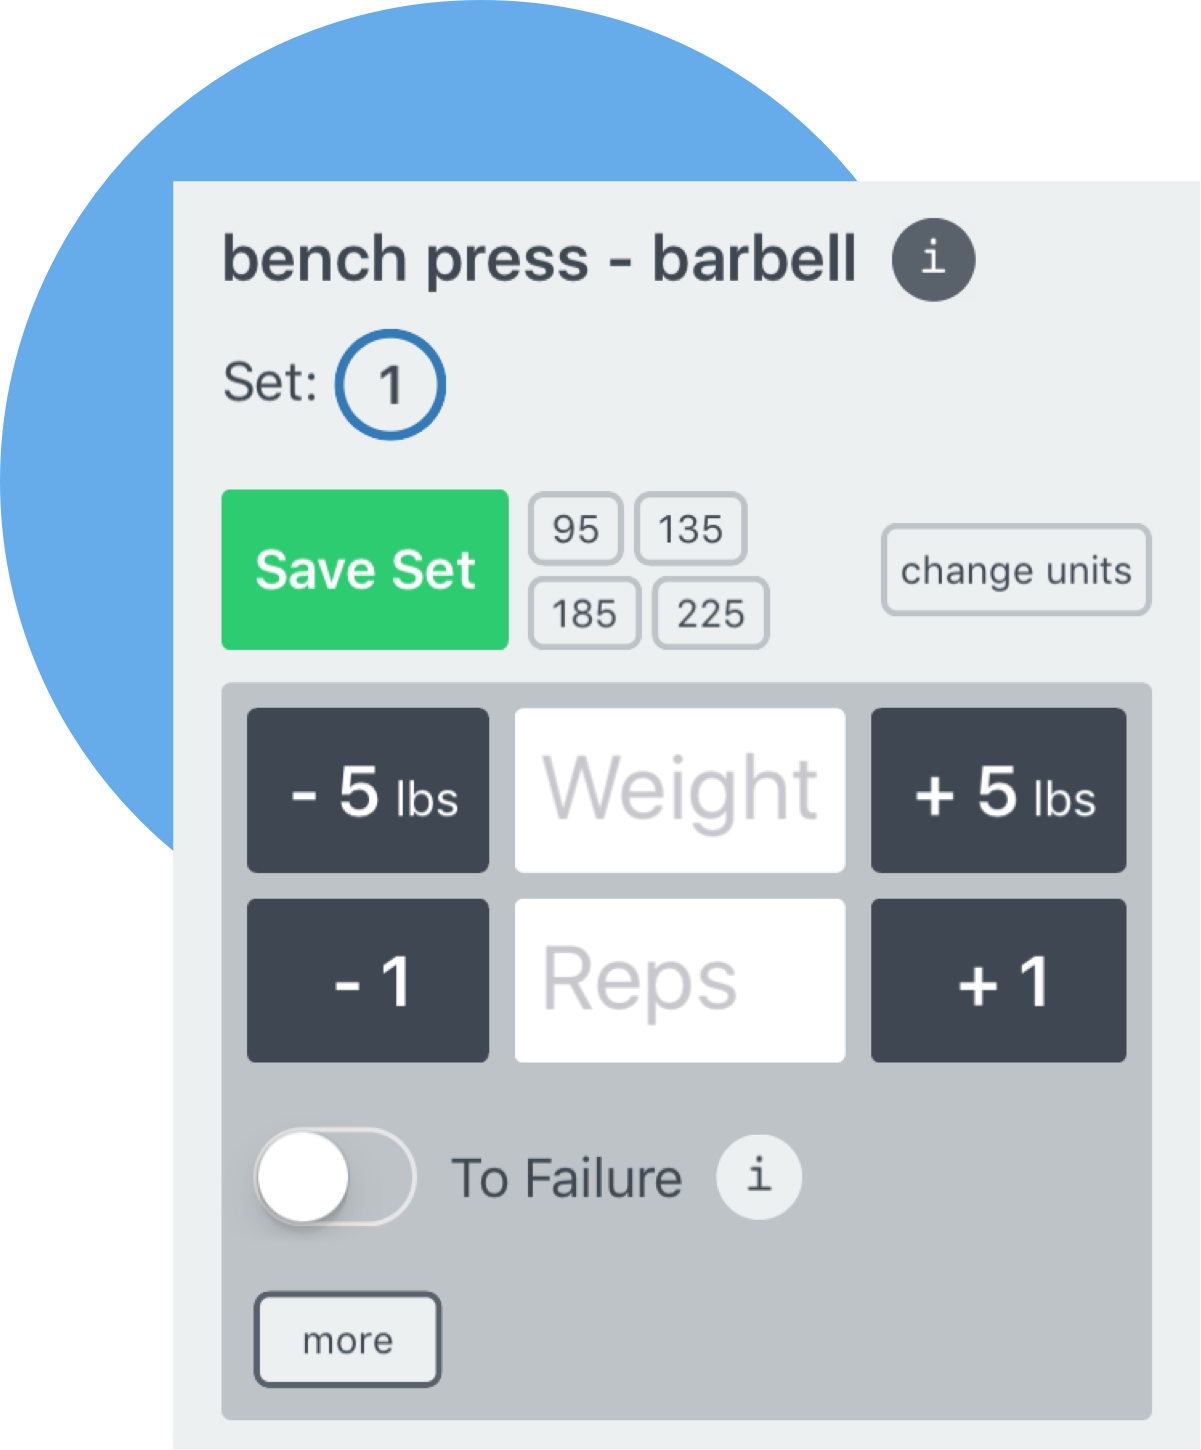 bench press - barbell i
Set: 1
Save Set
95 135
185 225
change units
- 5 lbs Weight + 5 lbs
- 1 Reps + 1
To Failure i
more